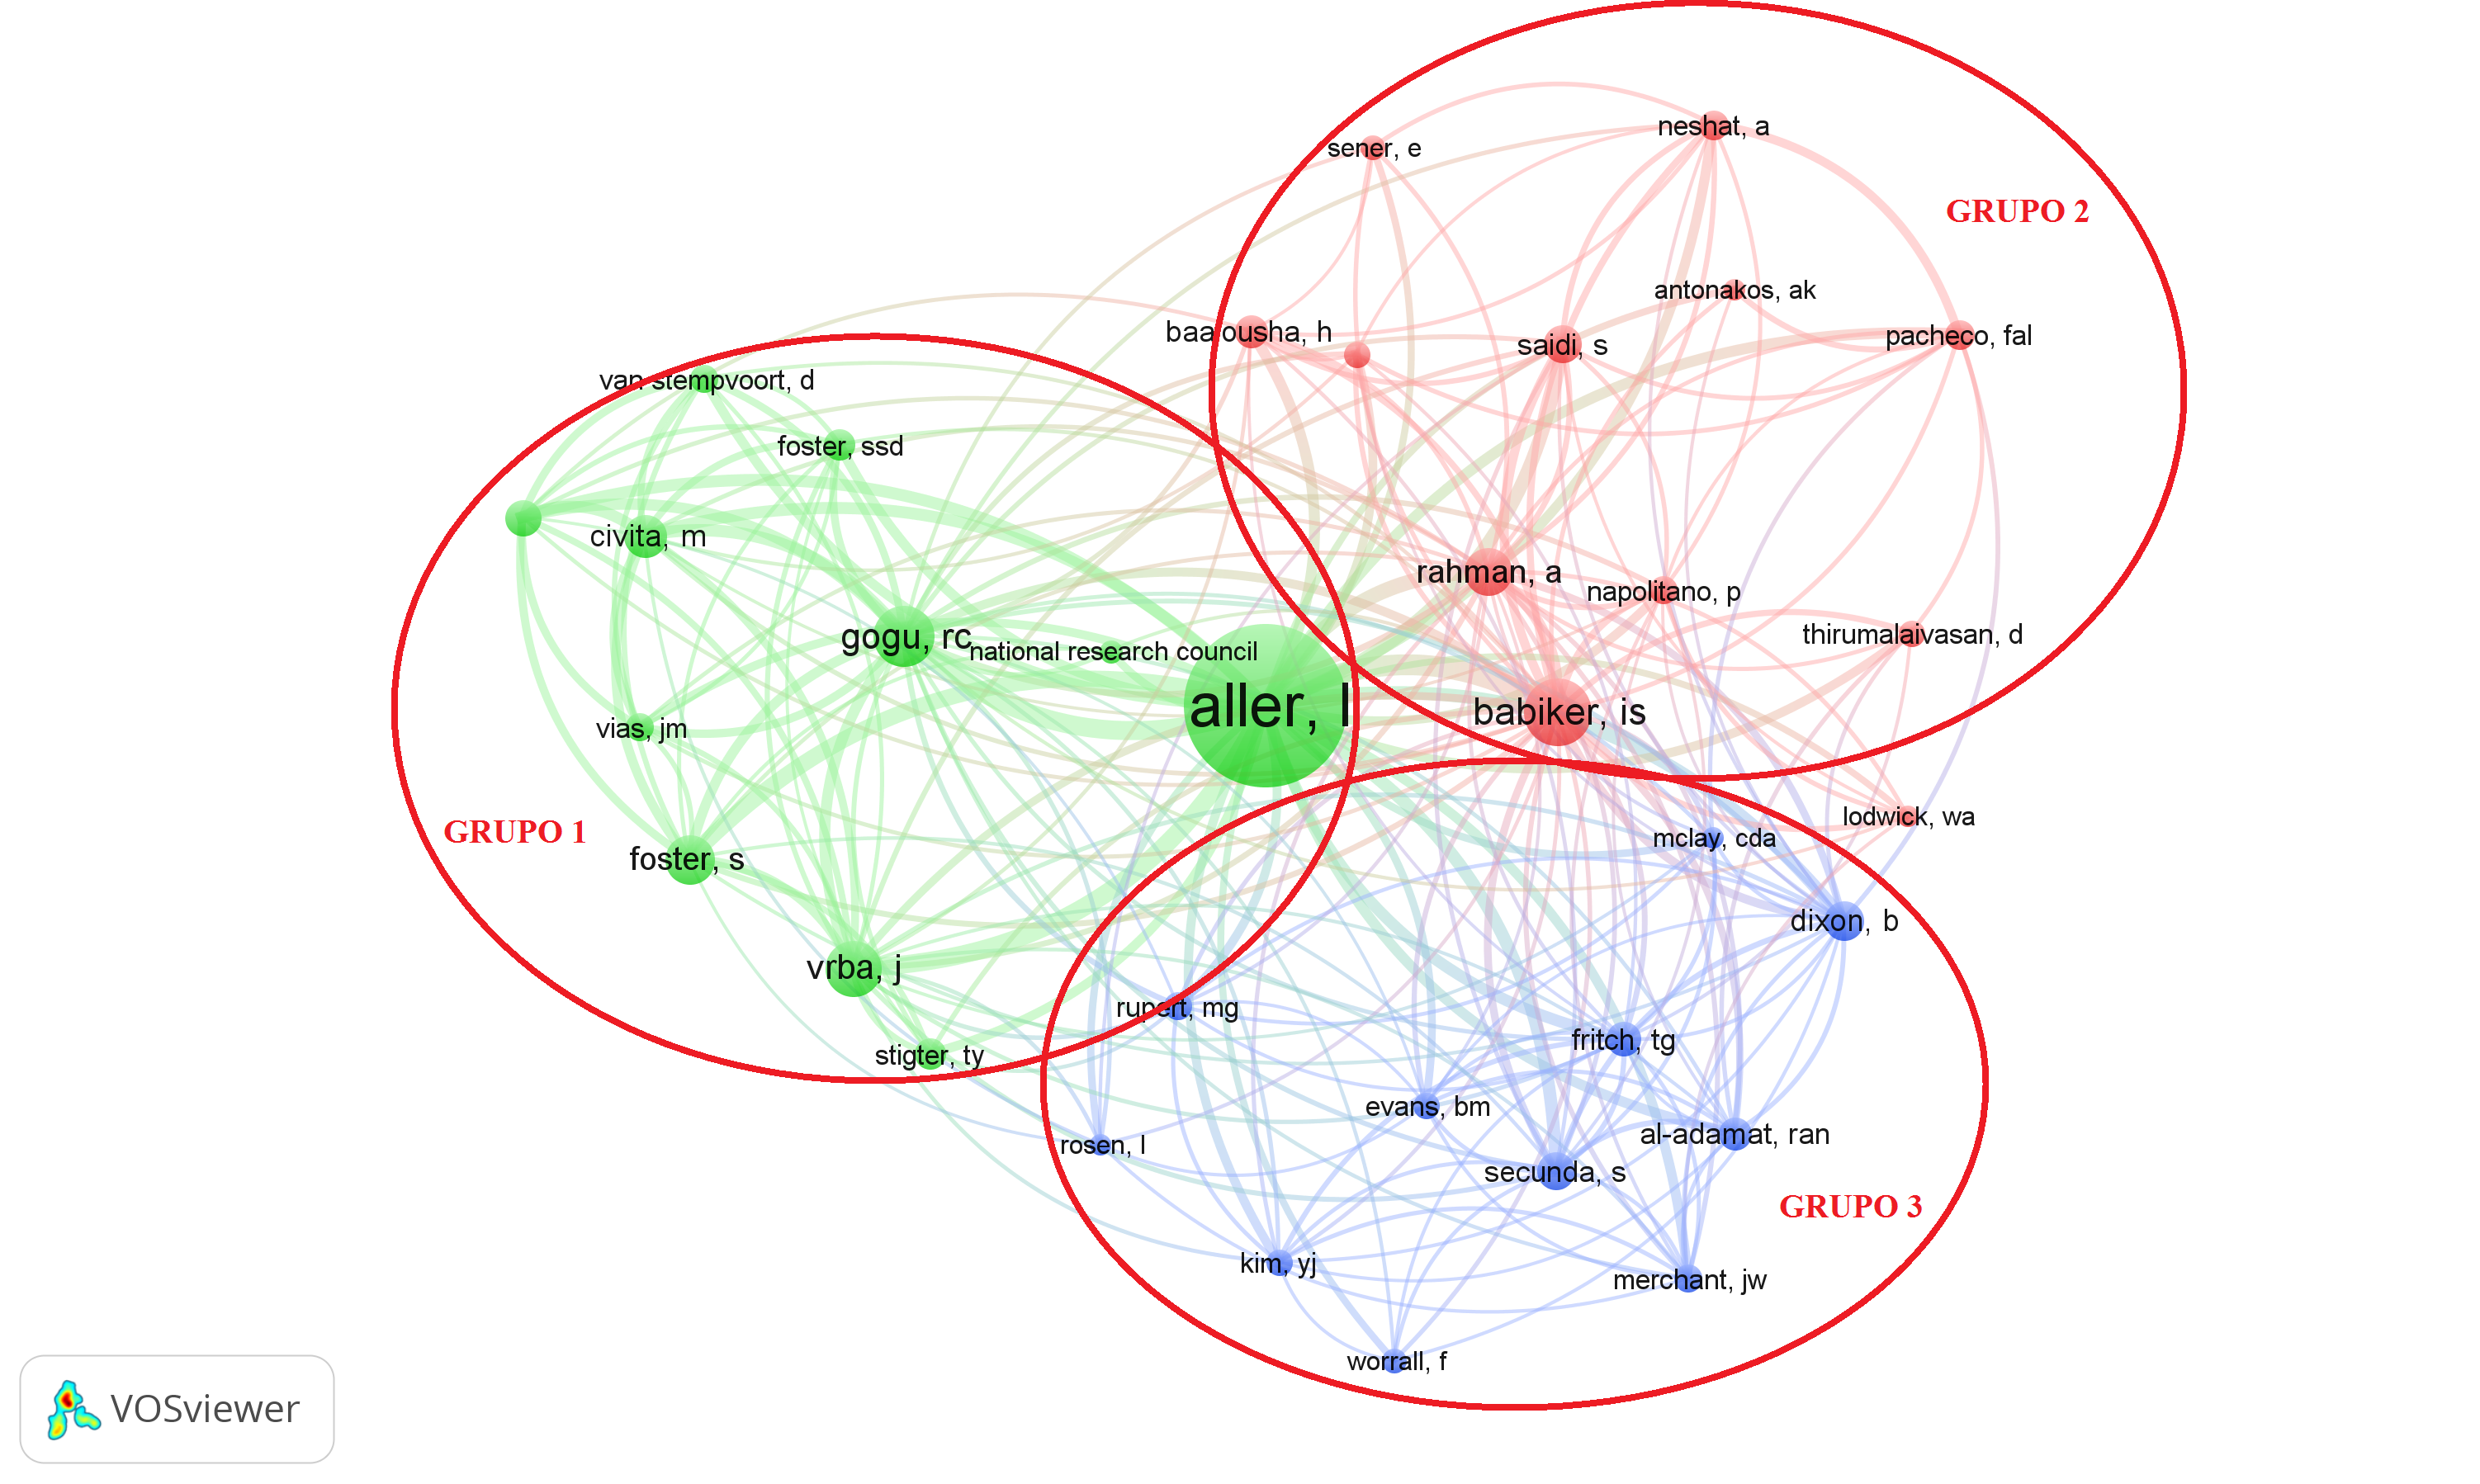 neshat, a
sener, e
GRUPO 2
antonakos, ak
baalousha, h
saidi, s
pacheco, fal
van stempvoort, d
foster, ssd
civita, m
rahman, a
napolitano, p
gogu, rc
national research council
thirumalaivasan, d
aller, l
babiker, is
vias, jm
GRUPO 1
lodwick, wa
mclay, cda
foster, s
dixon, b
vrba, j
rupert, mg
fritch, tg
stigter, ty
evans, bm
al-adamat, ran
rosen, l
secunda, s
GRUPO 3
kim, yj
merchant, jw
worrall, f
VOSviewer